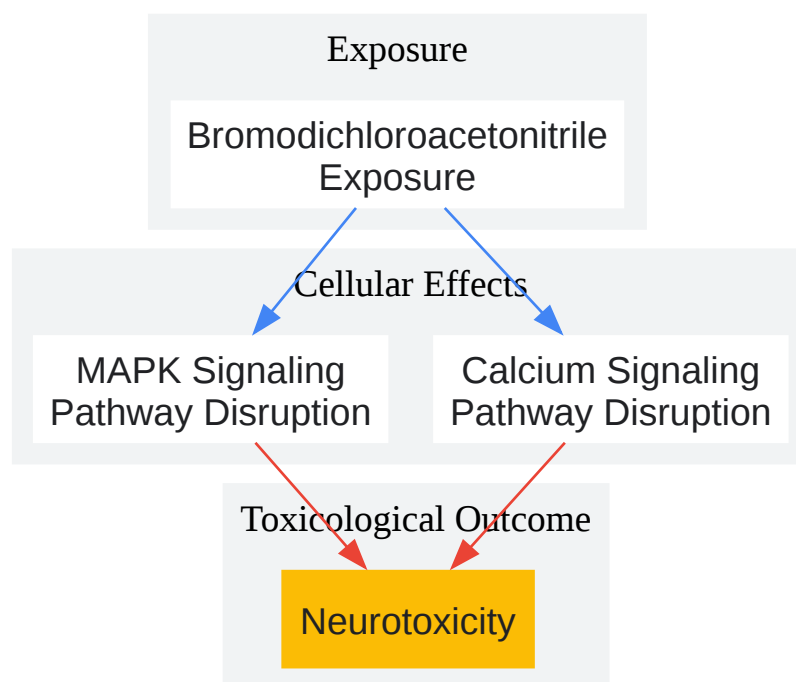 Exposure
Bromodichloroacetonitrile
Exposure
Cellular Effects
MAPK Signaling
Pathway Disruption
Calcium Signaling
Pathway Disruption
Toxicological Outcome
Neurotoxicity